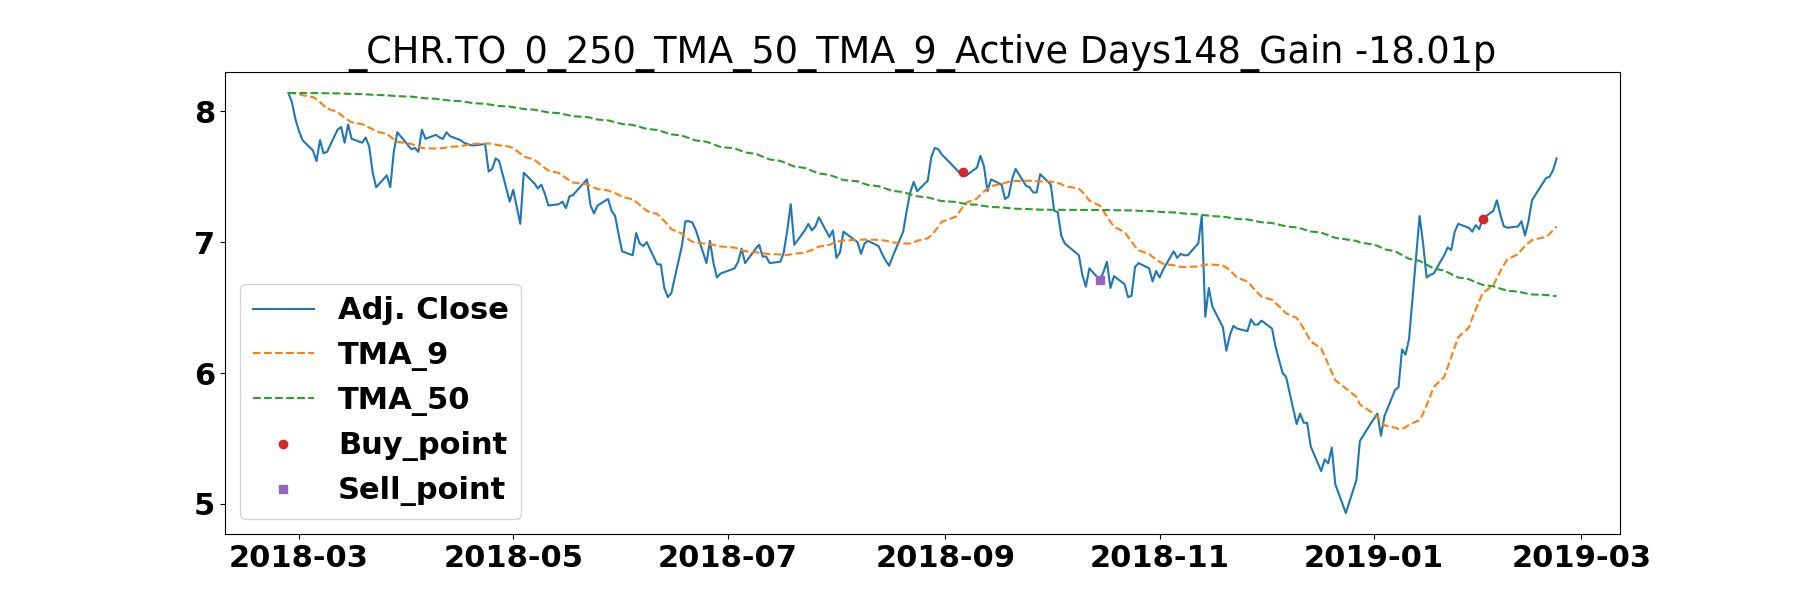 _CHR.TO_0_250_TMA_50_TMA_9_Active Days148_Gain -18.01p
8
7
6
5
Adj. Close
TMA_9
TMA_50
Buy_point
Sell_point
2018-03 2018-05 2018-07 2018-09 2018-11 2019-01 2019-03